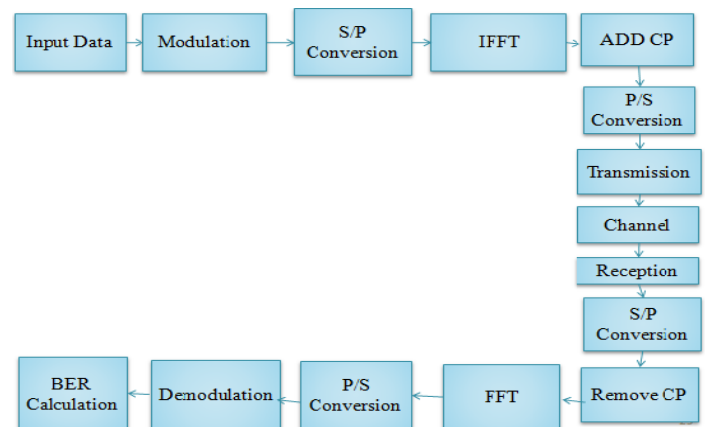 Input Data
Modulation
S/P
Conversion
IFFT
ADD CP
P/S
Conversion
Transmission
Channel
Reception
S/P
Conversion
Remove CP
FFT
P/S
Conversion
Demodulation
BER
Calculation